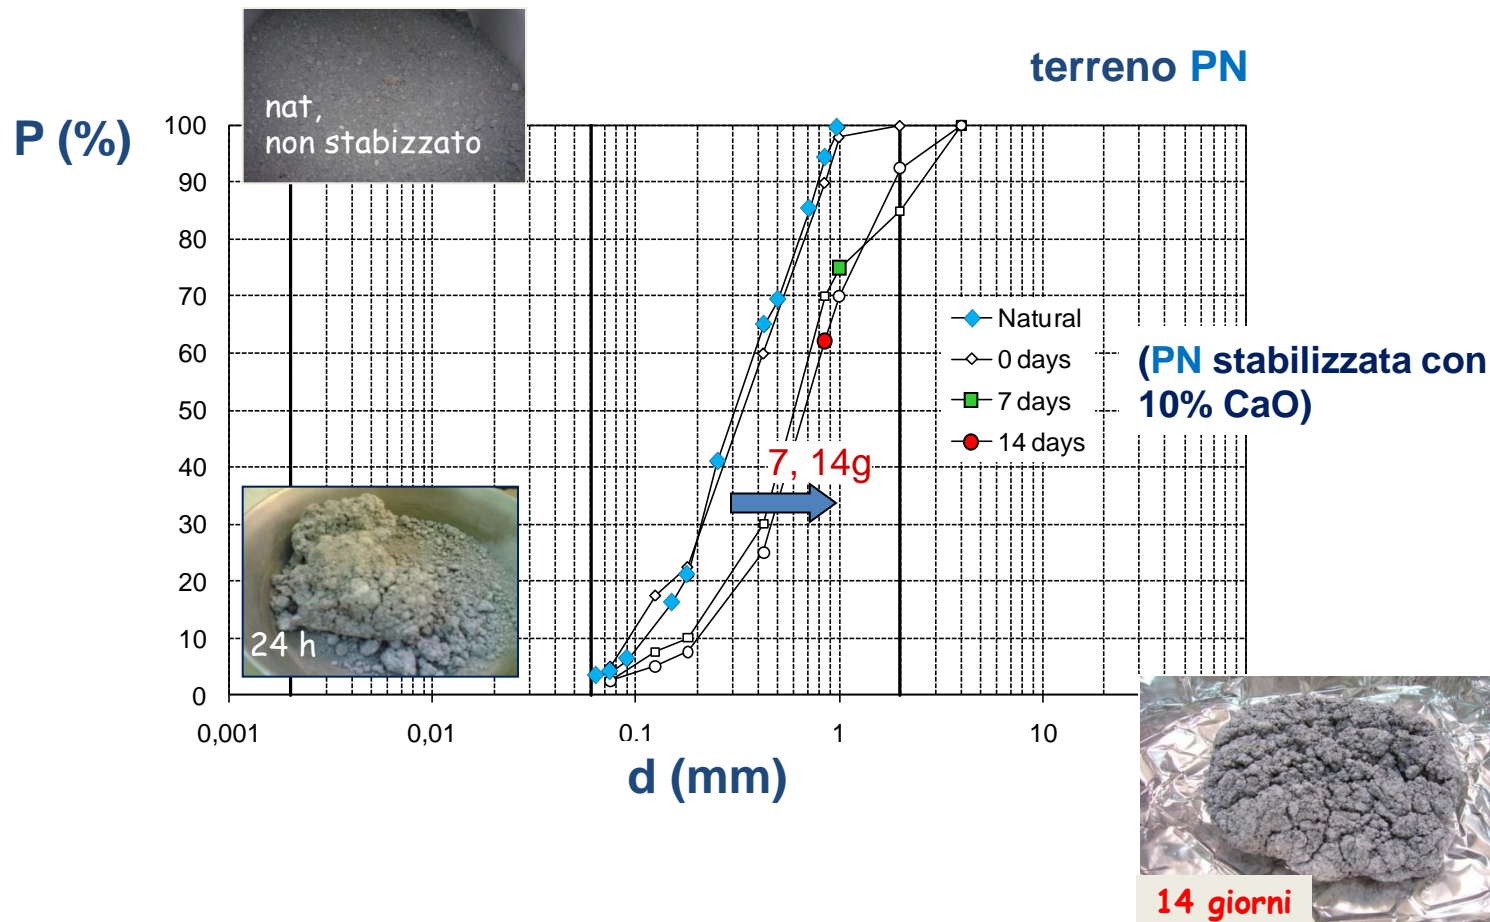 terreno PN
nat,
non stabizzato
P (%)
100
90
80
70
60
50
40
30
20
10
0
Natural
0 days
7 days
14 days
(PN stabilizzata con
10% CaO)
7, 14g
24 h
0,001
0,01
0,1
1
10
d (mm)
14 giorni